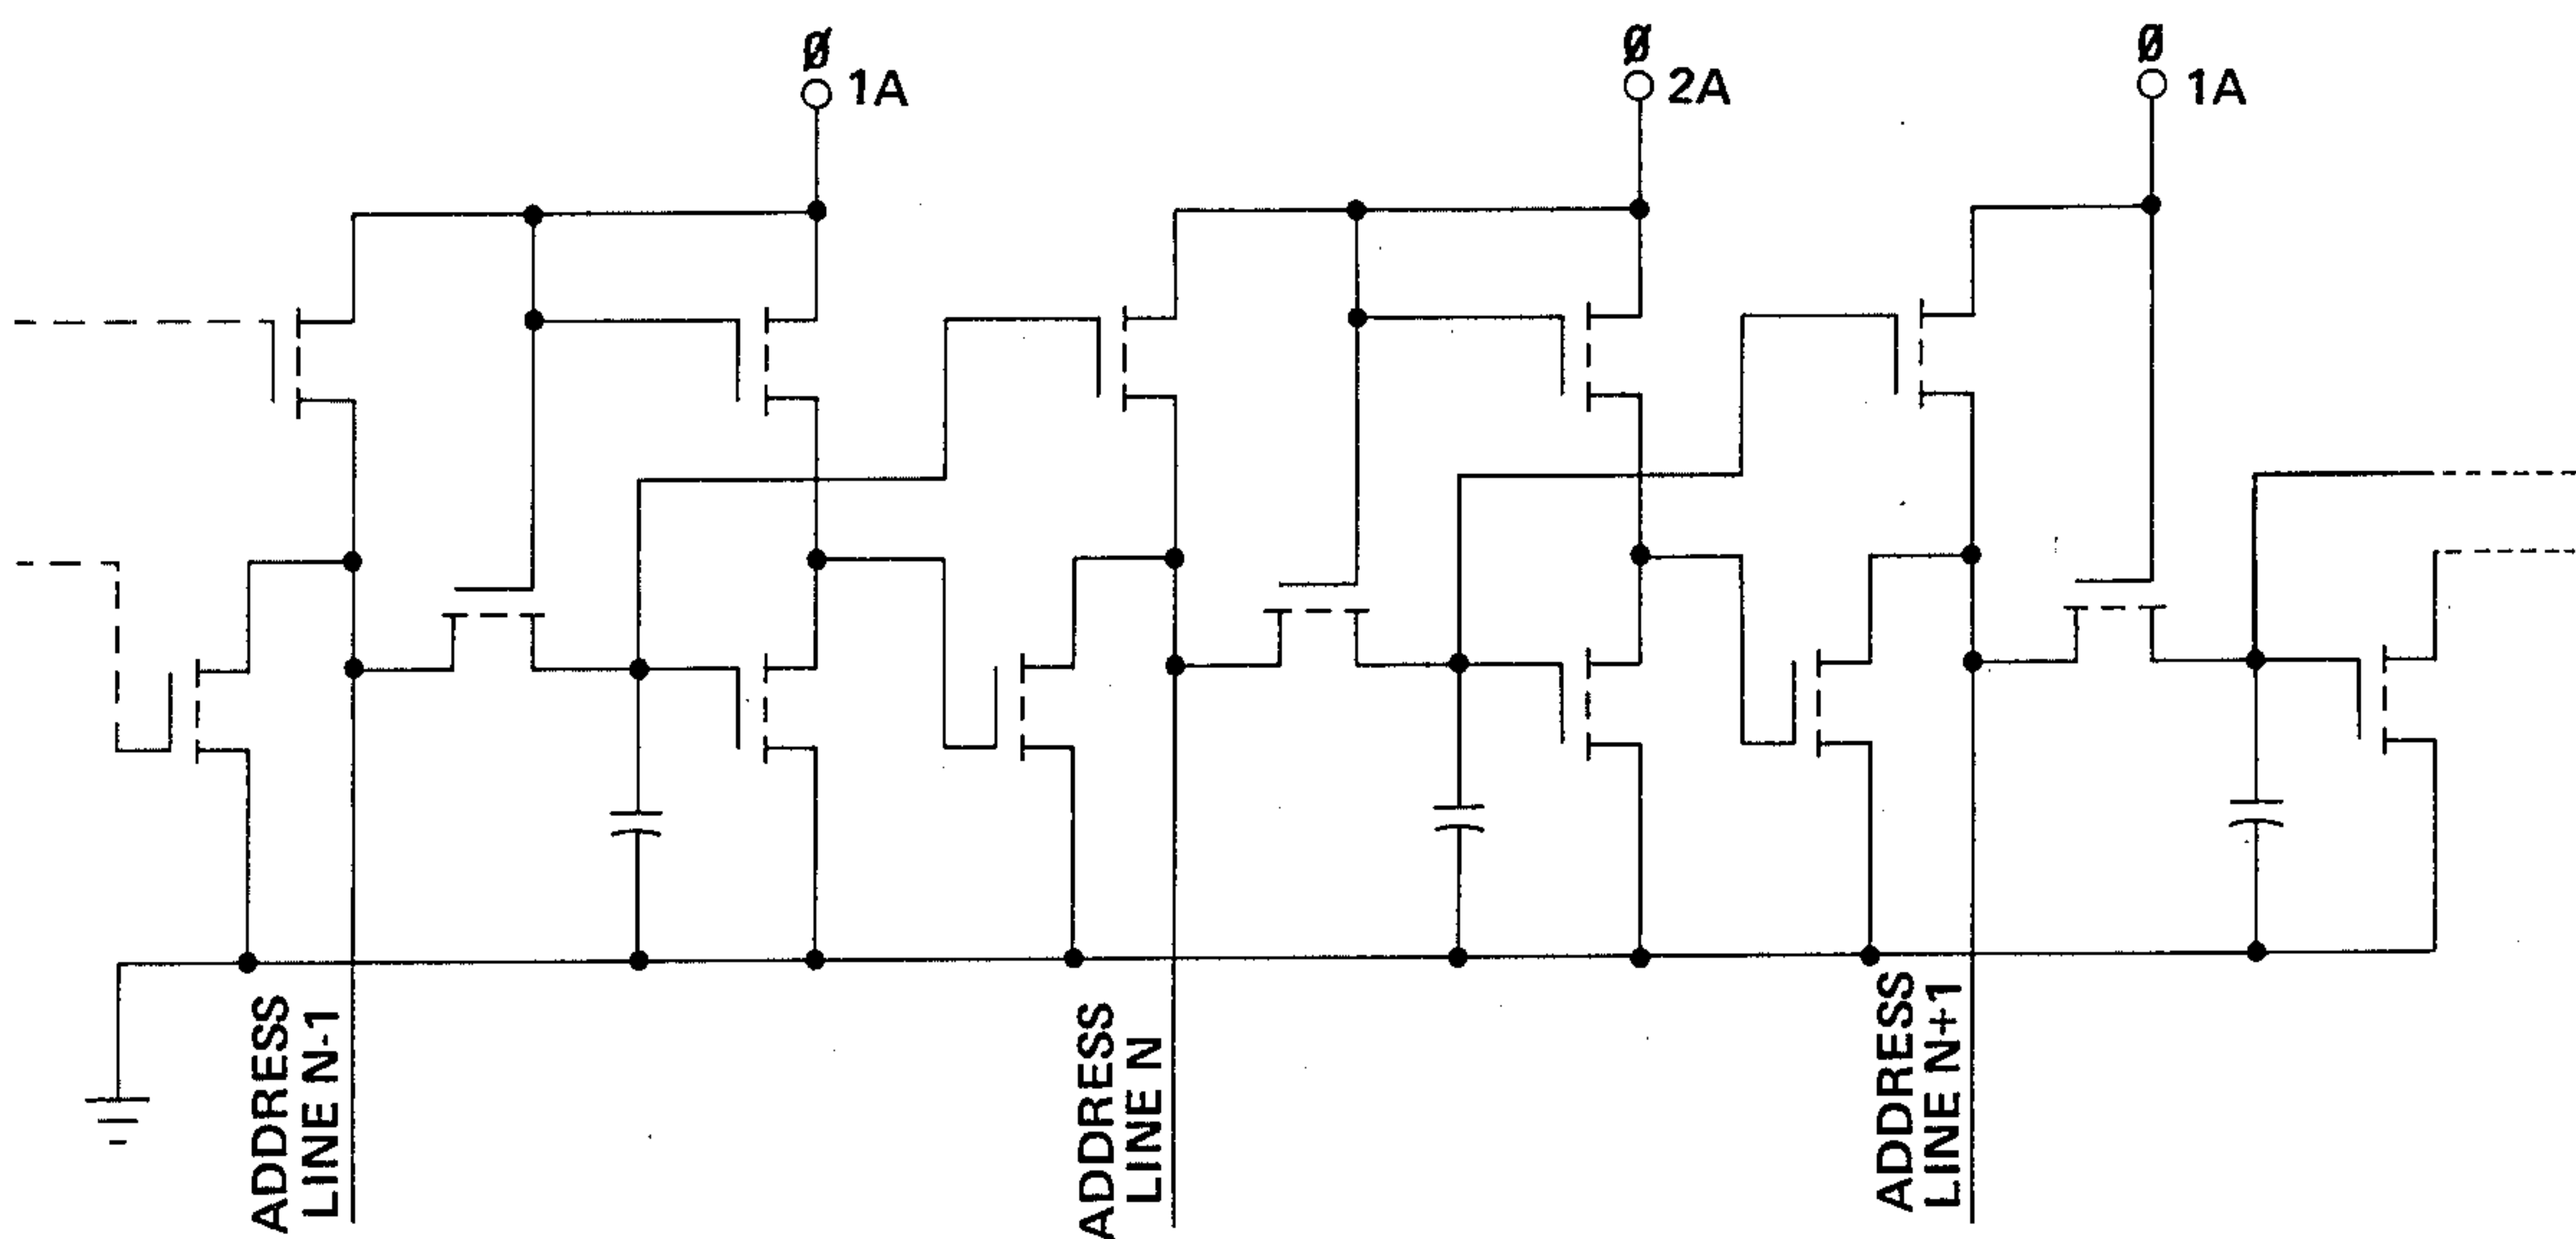 Ø
1A
Ø
2A
Ø
1A
ADDRESS
LINE N-1
ADDRESS
LINE N
ADDRESS
LINE N+1